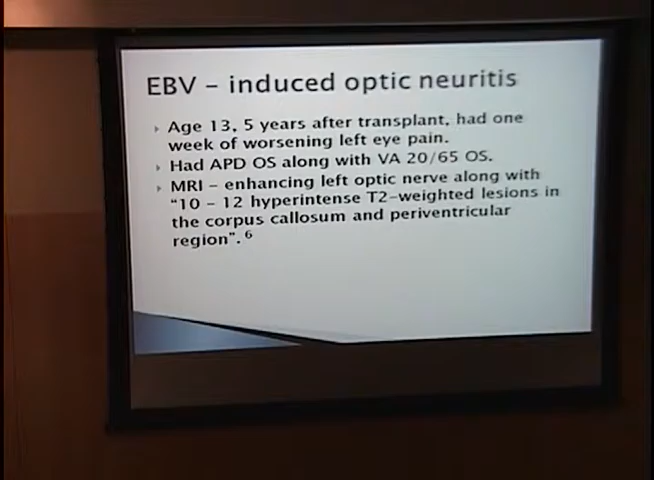 EBV – induced optic neuritis
Age 13, 5 years after transplant, had one
week of worsening left eye pain.
Had APD OS along with VA 20/65 OS.
MRI – enhancing left optic nerve along with
"10 – 12 hyperintense T2-weighted lesions in
the corpus callosum and periventricular
region".⁶